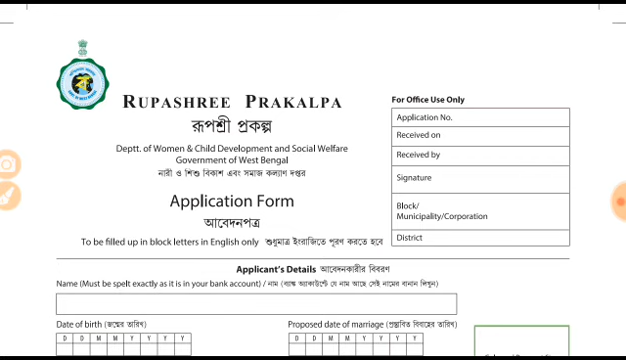 RUPASHREE PRAKALPA
রূপশ্রী প্রকল্প
Deptt. of Women & Child Development and Social Welfare
Government of West Bengal
নারী ও শিশু বিকাশ এবং সমাজ কল্যাণ দপ্তর
Application Form
আবেদনপত্র
To be filled up in block letters in English only শুধুমাত্র ইংরাজিতে পূরণ করতে হবে
For Office Use Only
Application No.
Received on
Received by
Signature
Block/
Municipality/Corporation
District
Applicant's Details আবেদনকারীর বিবরণ
Name (Must be spelt exactly as it is in your bank account) / নাম (ব্যাঙ্ক অ্যাকাউন্টে যে নাম আছে সেই নামের বানান লিখুন)
Date of birth (জন্মের তারিখ)
Proposed date of marriage (প্রস্তাবিত বিবাহের তারিখ)
D D M M Y Y Y Y
D D M M Y Y Y Y